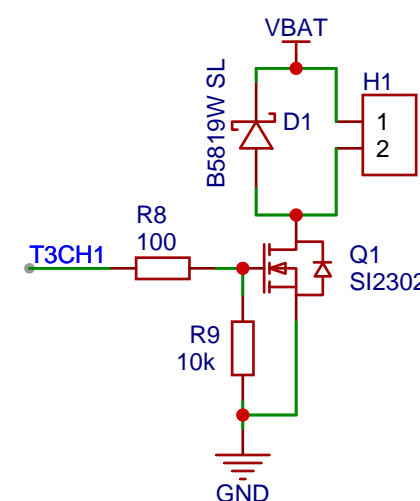 VBAT
H1
B5819W SL
D1
1
2
R8
100
T3CH1
Q1
SI2302
R9
10k
GND